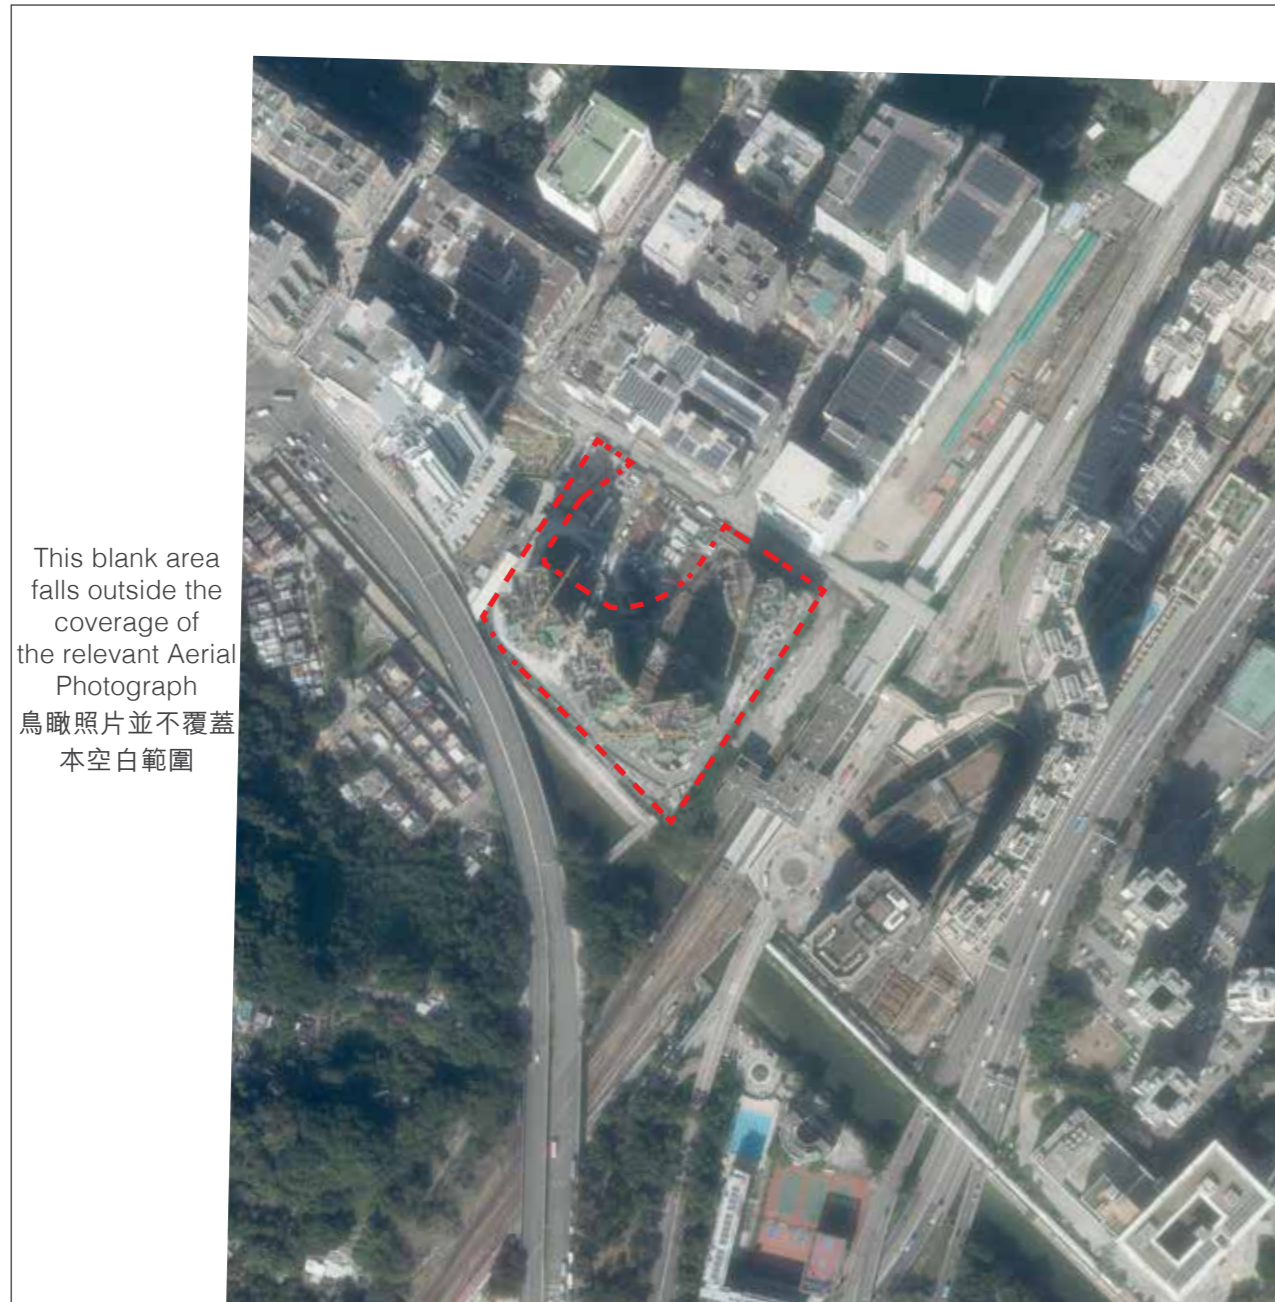 This blank area
falls outside the
coverage of
the relevant Aerial
Photograph
鳥瞰照片並不覆蓋
本空白範圍